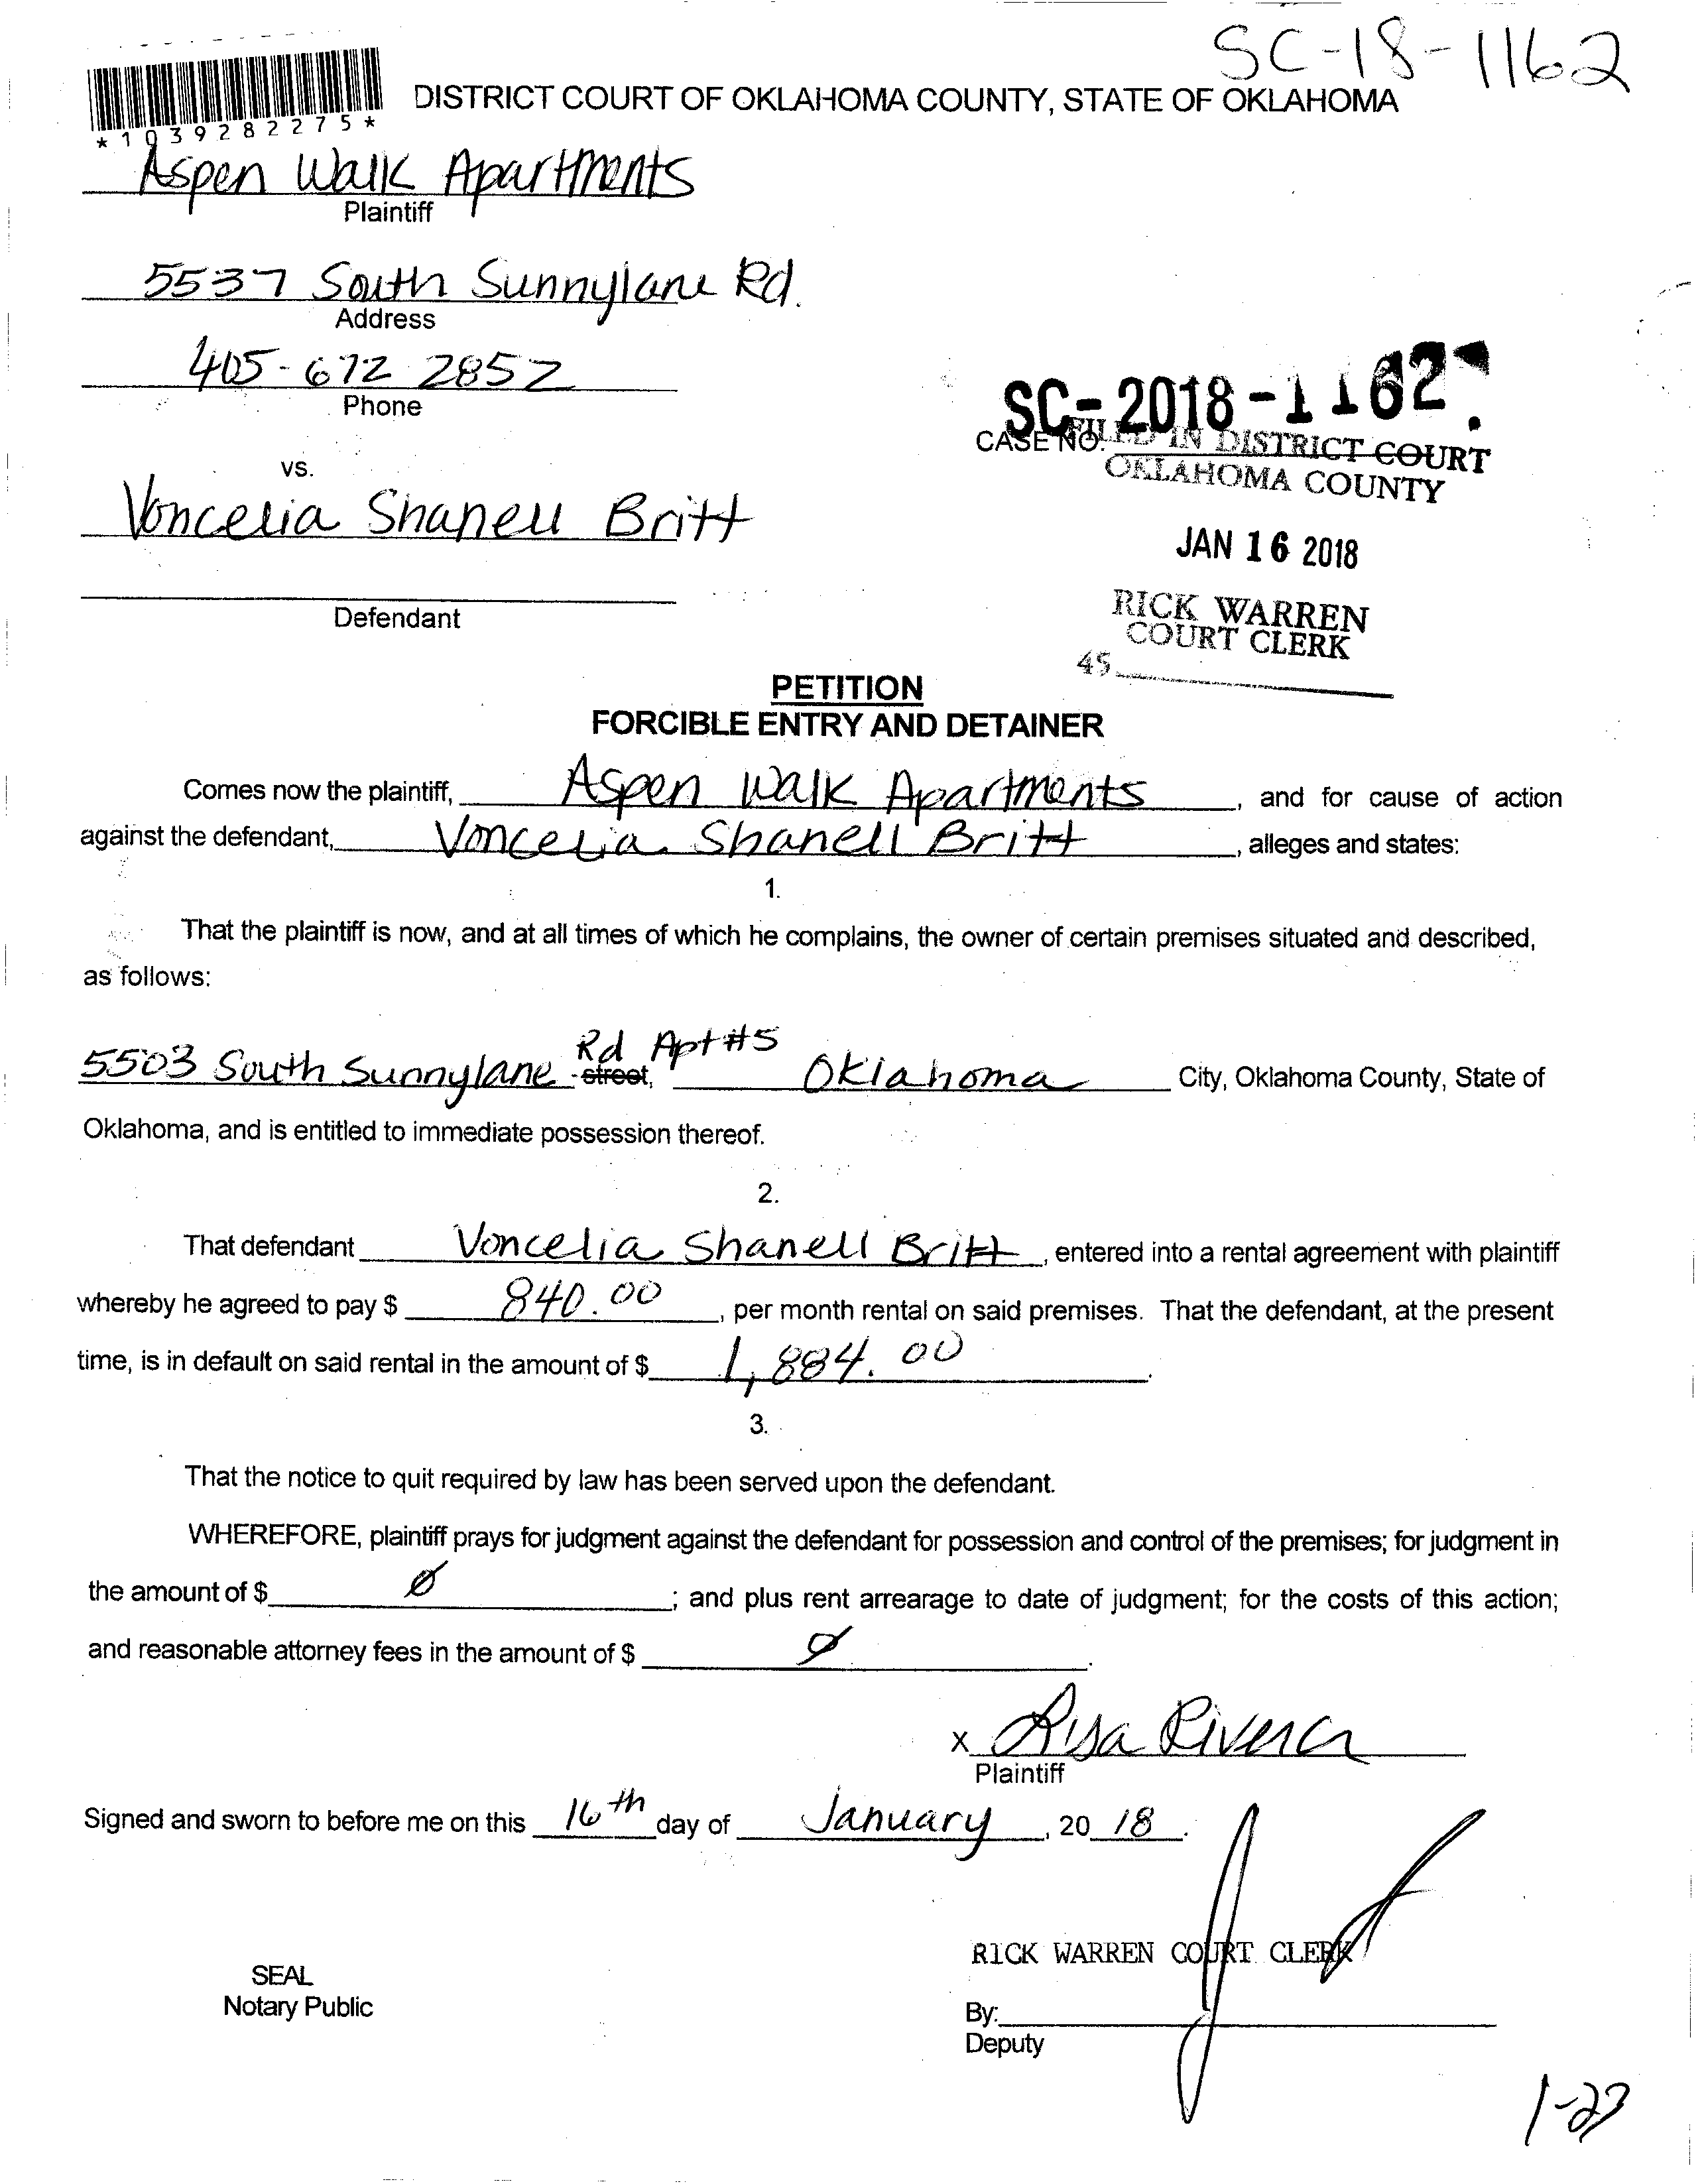 SC-18-1162
*1039282275*
DISTRICT COURT OF OKLAHOMA COUNTY, STATE OF OKLAHOMA
Aspen Walk Apartments
Plaintiff
5537 South Sunnylane Rd.
Address
405-672 2852
Phone
SC-2018-1162
CASE NO.
FILED IN DISTRICT COURT
OKLAHOMA COUNTY
vs.
Voncelia Shanell Britt
JAN 16 2018
Defendant
RICK WARREN
COURT CLERK
45
PETITION
FORCIBLE ENTRY AND DETAINER
Comes now the plaintiff, Aspen Walk Apartments, and for cause of action
against the defendant, Voncelia Shanell Britt, alleges and states:
1.
That the plaintiff is now, and at all times of which he complains, the owner of certain premises situated and described,
as follows:
5503 South Sunnylane street, Rd Apt #5 Oklahoma City, Oklahoma County, State of
Oklahoma, and is entitled to immediate possession thereof.
2.
That defendant Voncelia Shanell Britt, entered into a rental agreement with plaintiff
whereby he agreed to pay $ 840.00, per month rental on said premises. That the defendant, at the present
time, is in default on said rental in the amount of $ 1,884.00.
3.
That the notice to quit required by law has been served upon the defendant.
WHEREFORE, plaintiff prays for judgment against the defendant for possession and control of the premises; for judgment in
the amount of $ Ø; and plus rent arrearage to date of judgment; for the costs of this action;
and reasonable attorney fees in the amount of $ Ø.
x Lisa Rivera
Plaintiff
Signed and sworn to before me on this 16th day of January, 20 18.
RICK WARREN COURT CLERK
SEAL
Notary Public
By:
Deputy
1-23